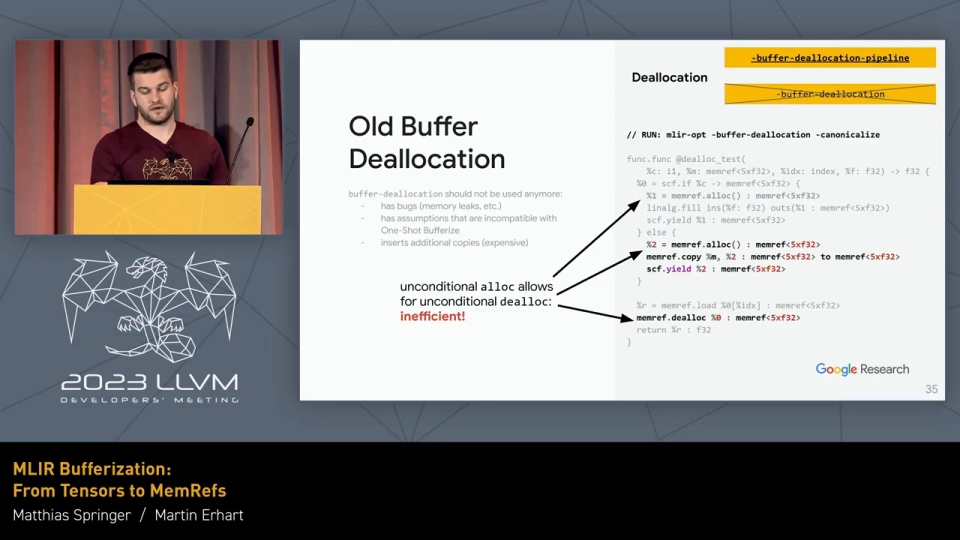 Old Buffer
Deallocation
buffer-deallocation should not be used anymore:
- has bugs (memory leaks, etc.)
- has assumptions that are incompatible with
One-Shot Bufferize
- inserts additional copies (expensive)
unconditional alloc allows
for unconditional dealloc:
inefficient!
Deallocation
-buffer-deallocation-pipeline
-buffer-deallocation
// RUN: mlir-opt -buffer-deallocation -canonicalize
func.func @dealloc_test(
%c: i1, %m: memref<5xf32>, %idx: index, %f: f32) -> f32 {
%0 = scf.if %c -> memref<5xf32> {
%1 = memref.alloc() : memref<5xf32>
linalg.fill ins(%f: f32) outs(%1 : memref<5xf32>)
scf.yield %1 : memref<5xf32>
} else {
%2 = memref.alloc() : memref<5xf32>
memref.copy %m, %2 : memref<5xf32> to memref<5xf32>
scf.yield %2 : memref<5xf32>
}
%r = memref.load %0[%idx] : memref<5xf32>
memref.dealloc %0 : memref<5xf32>
return %r : f32
}
Google Research
35
2023 LLVM
DEVELOPERS' MEETING
MLIR Bufferization:
From Tensors to MemRefs
Matthias Springer / Martin Erhart